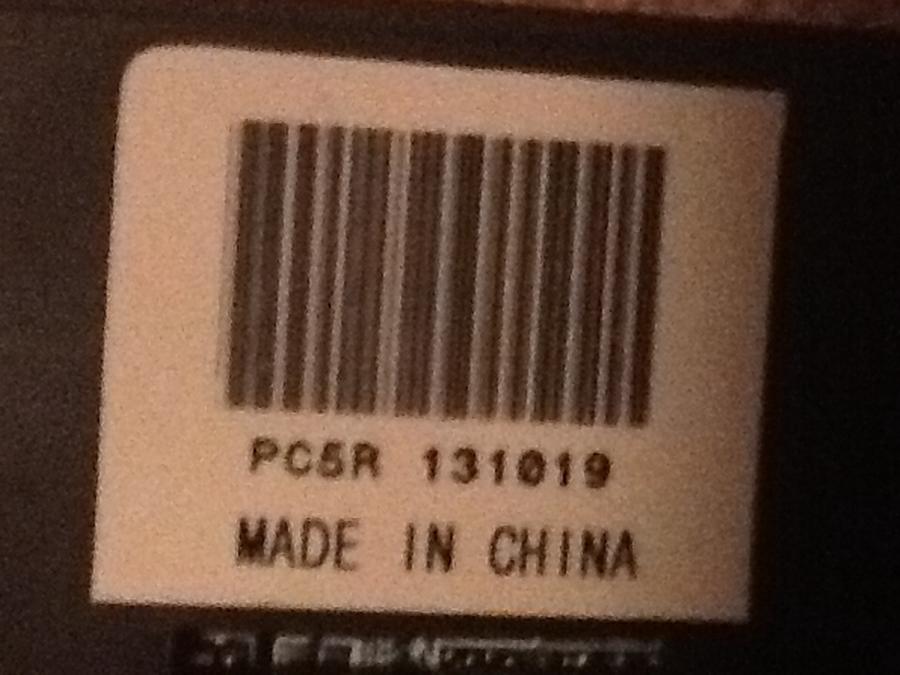 PC5R 131019
MADE IN CHINA